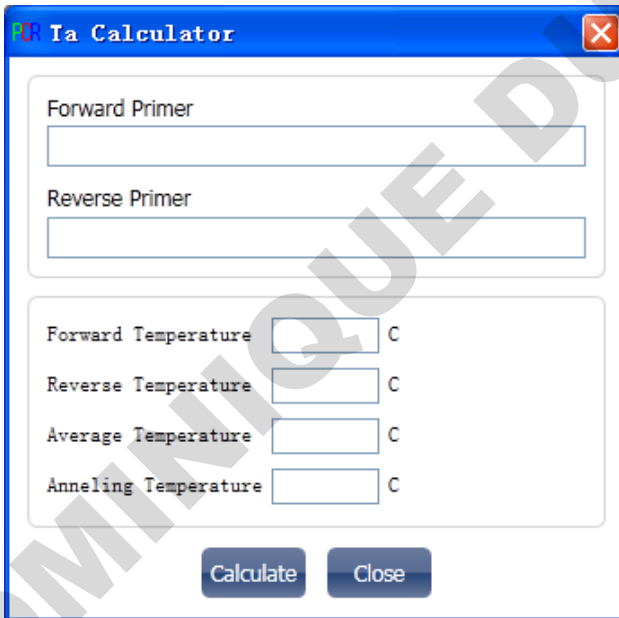 PCR Ta Calculator
Forward Primer
Reverse Primer
Forward Temperature C
Reverse Temperature C
Average Temperature C
Anneling Temperature C
Calculate Close